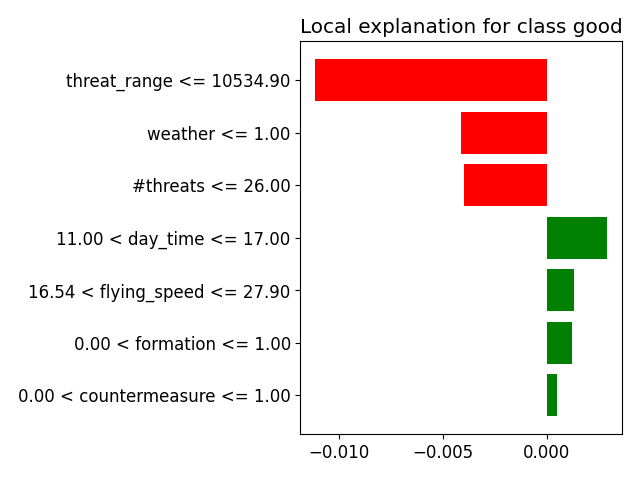 Local explanation for class good
threat_range <= 10534.90
weather <= 1.00
#threats <= 26.00
11.00 < day_time <= 17.00
16.54 < flying_speed <= 27.90
0.00 < formation <= 1.00
0.00 < countermeasure <= 1.00
−0.010 −0.005 0.000